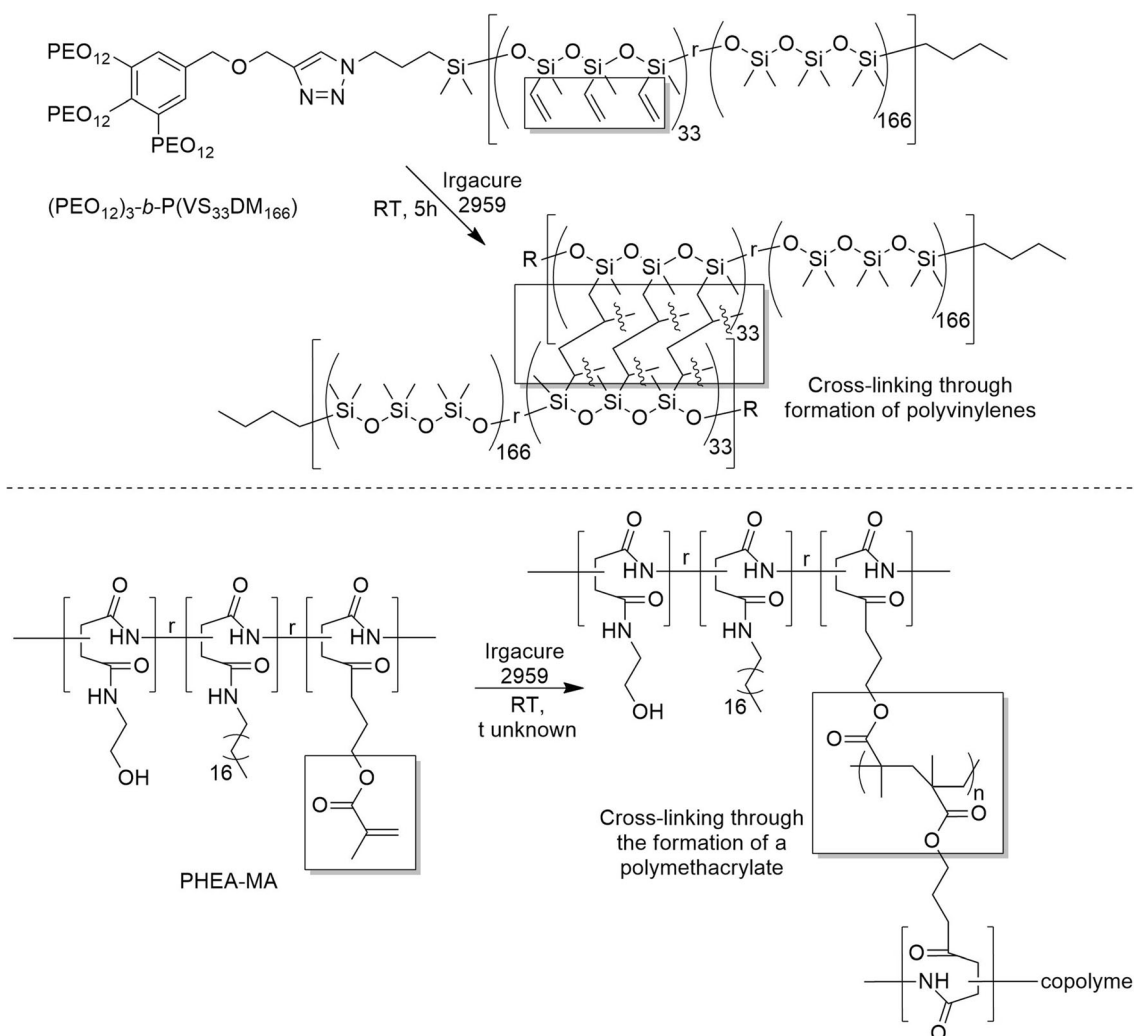 PEO12
PEO12
PEO12
O
N
N N
Si
O Si O Si O Si
33
r
O Si O Si O Si
166
(PEO12)3-b-P(VS33DM166)
Irgacure
2959
RT, 5h
R O Si O Si O Si
33
r
O Si O Si O Si
166
Si O Si O Si O
166
r
Si O Si O Si O
33
R
Cross-linking through
formation of polyvinylenes
O
HN
O
HN
OH
r
O
HN
O
HN
16
r
O
HN
O
O
O
PHEA-MA
Irgacure
2959
RT,
t unknown
O
HN
O
HN
OH
r
O
HN
O
HN
16
r
O
HN
O
O
O
n
O
O
Cross-linking through
the formation of a
polymethacrylate
O
NH
O
copolyme